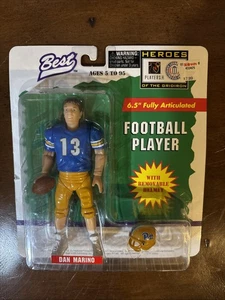 Best
AGES 5 TO 95
WARNING
HEROES
OF THE GRIDIRON
PLAYERS
6.5" Fully Articulated
FOOTBALL
PLAYER
WITH
REMOVABLE
HELMET
13
DAN MARINO